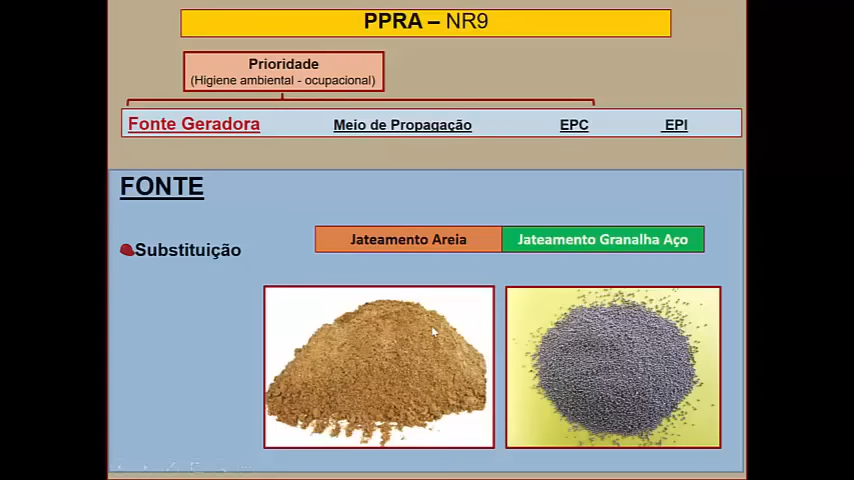 PPRA – NR9
Prioridade
(Higiene ambiental - ocupacional)
Fonte Geradora Meio de Propagação EPC EPI
FONTE
Substituição
Jateamento Areia Jateamento Granalha Aço